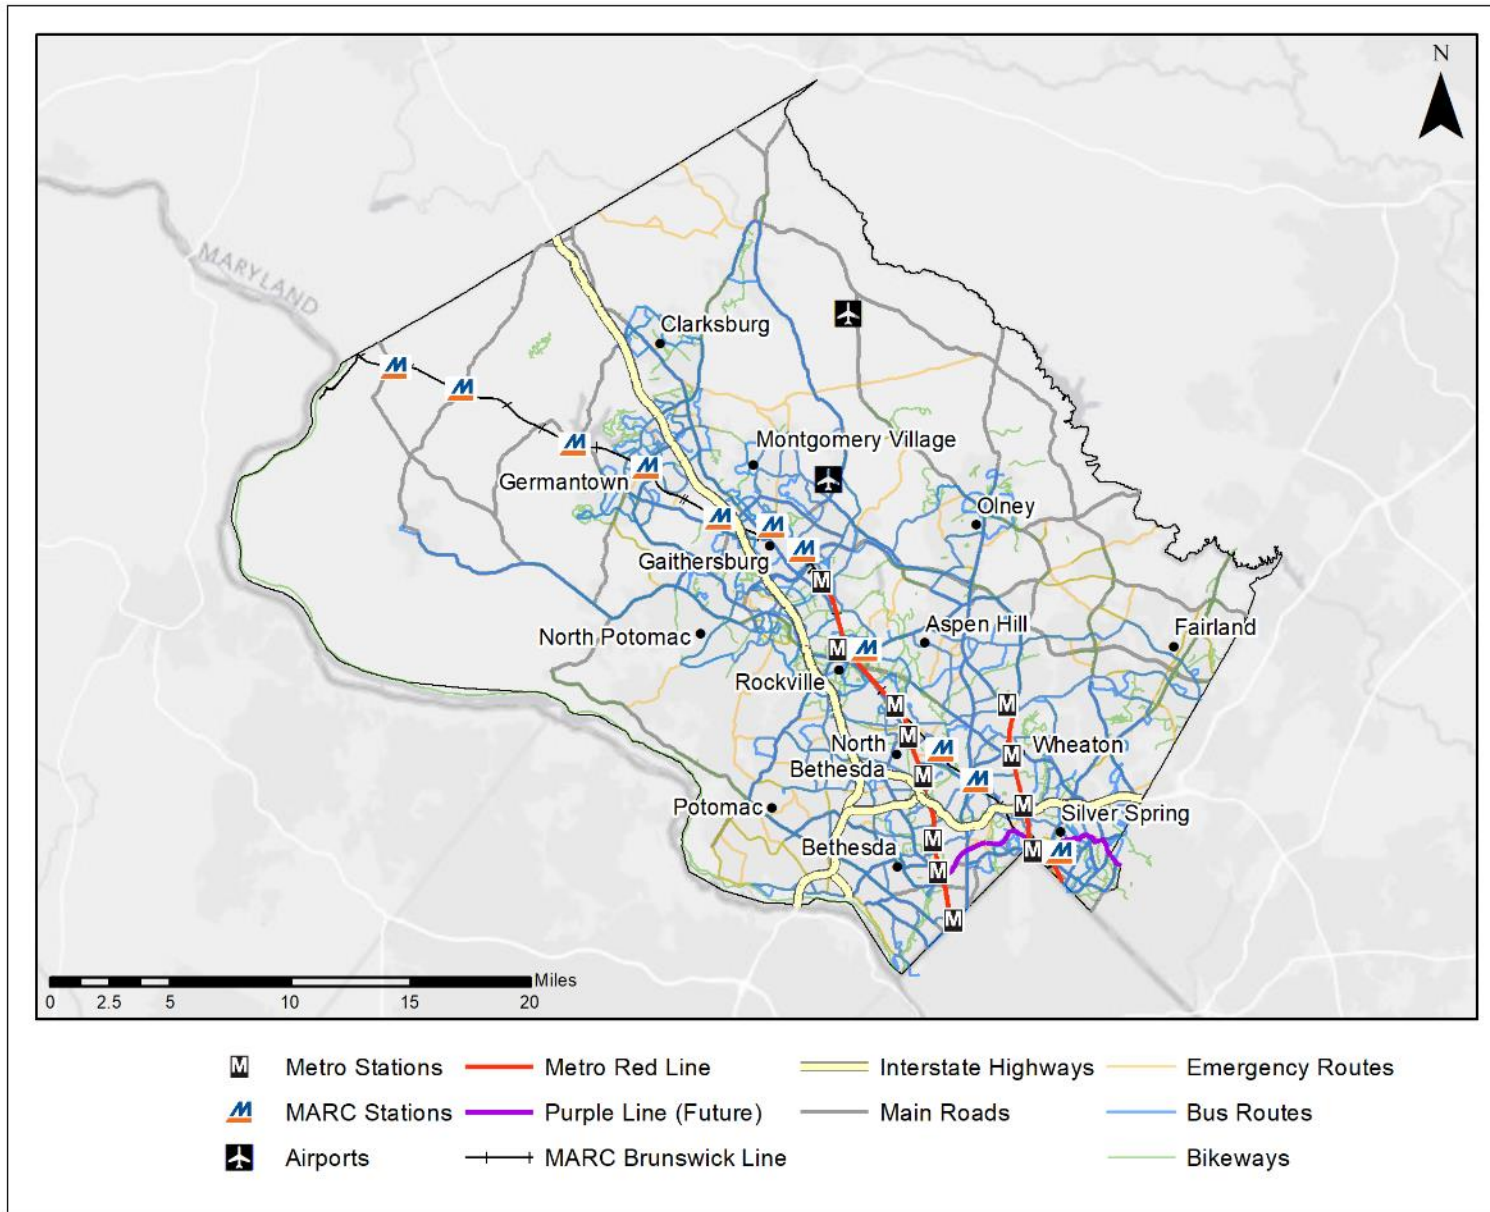 N
MARYLAND
Clarksburg
Montgomery Village
Germantown
Olney
Gaithersburg
Aspen Hill
Fairland
North Potomac
Rockville
North
Bethesda
Wheaton
Potomac
Silver Spring
Bethesda
Miles
0 2.5 5 10 15 20
M Metro Stations Metro Red Line Interstate Highways Emergency Routes
M MARC Stations Purple Line (Future) Main Roads Bus Routes
Airports MARC Brunswick Line Bikeways